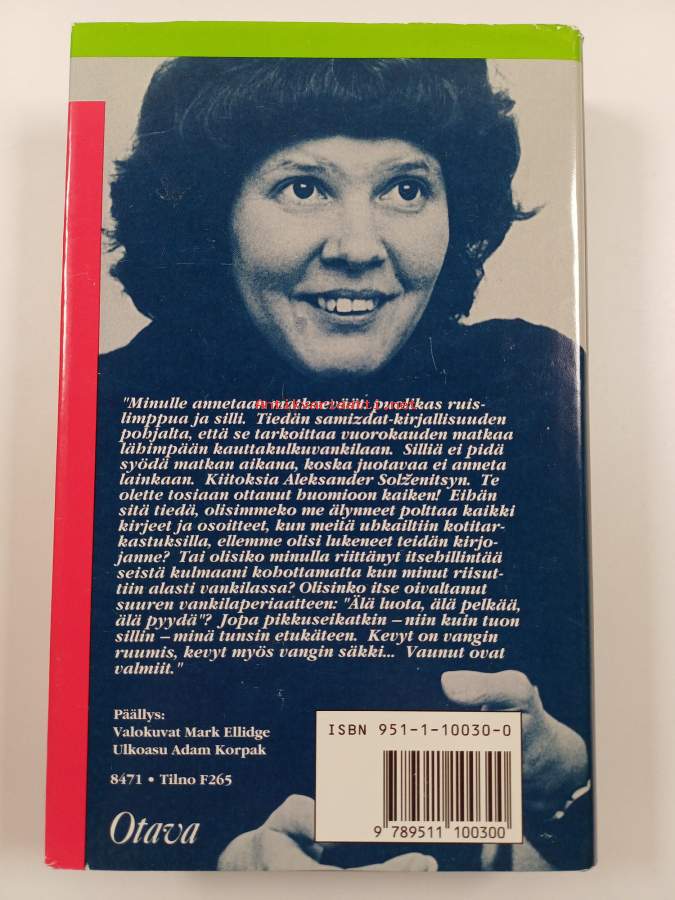 "Minulle annetaan matkaeväät: puolikas ruis-
limppua ja silli. Tiedän samizdat-kirjallisuuden
pohjalta, että se tarkoittaa vuorokauden matkaa
lähimpään kauttakulkuvankilaan. Silliä ei pidä
syödä matkan aikana, koska juotavaa ei anneta
lainkaan. Kiitoksia Aleksander Solženitsyn. Te
olette tosiaan ottanut huomioon kaiken! Eihän
sitä tiedä, olisimmeko me älynneet polttaa kaikki
kirjeet ja osoitteet, kun meitä uhkailtiin kotitar-
kastuksilla, ellemme olisi lukeneet teidän kirjo-
janne? Tai olisiko minulla riittänyt itsehillintää
seistä kulmaani kohottamatta kun minut riisut-
tiin alasti vankilassa? Olisinko itse oivaltanut
suuren vankilaperiaatteen: "Älä luota, älä pelkää,
älä pyydä"? Jopa pikkuseikatkin – niin kuin tuon
sillin – minä tunsin etukäteen. Kevyt on vangin
ruumis, kevyt myös vangin säkki... Vaunut ovat
valmiit."
Päällys:
Valokuvat Mark Ellidge
Ulkoasu Adam Korpak
8471 • Tilno F265
Otava
ISBN 951-1-10030-0
9 789511 100300